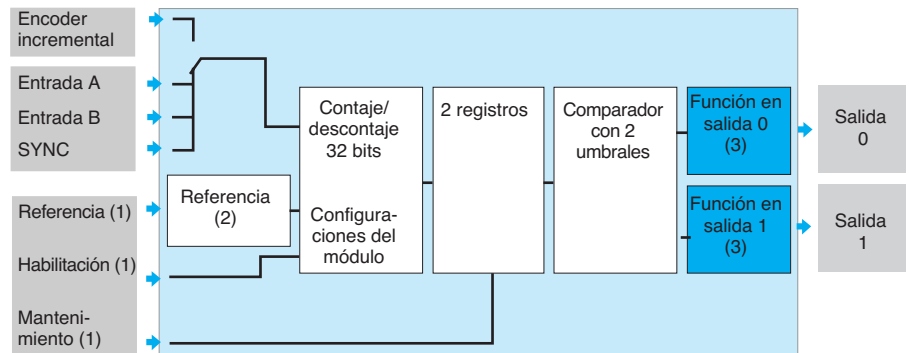 Encoder
incremental
Entrada A
Entrada B
SYNC
Referencia (1)
Habilitación (1)
Manteni-
miento (1)
Referencia
(2)
Contaje/
descontaje
32 bits
Configura-
ciones del
módulo
2 registros
Comparador
con 2
umbrales
Función en
salida 0
(3)
Función en
salida 1
(3)
Salida
0
Salida
1